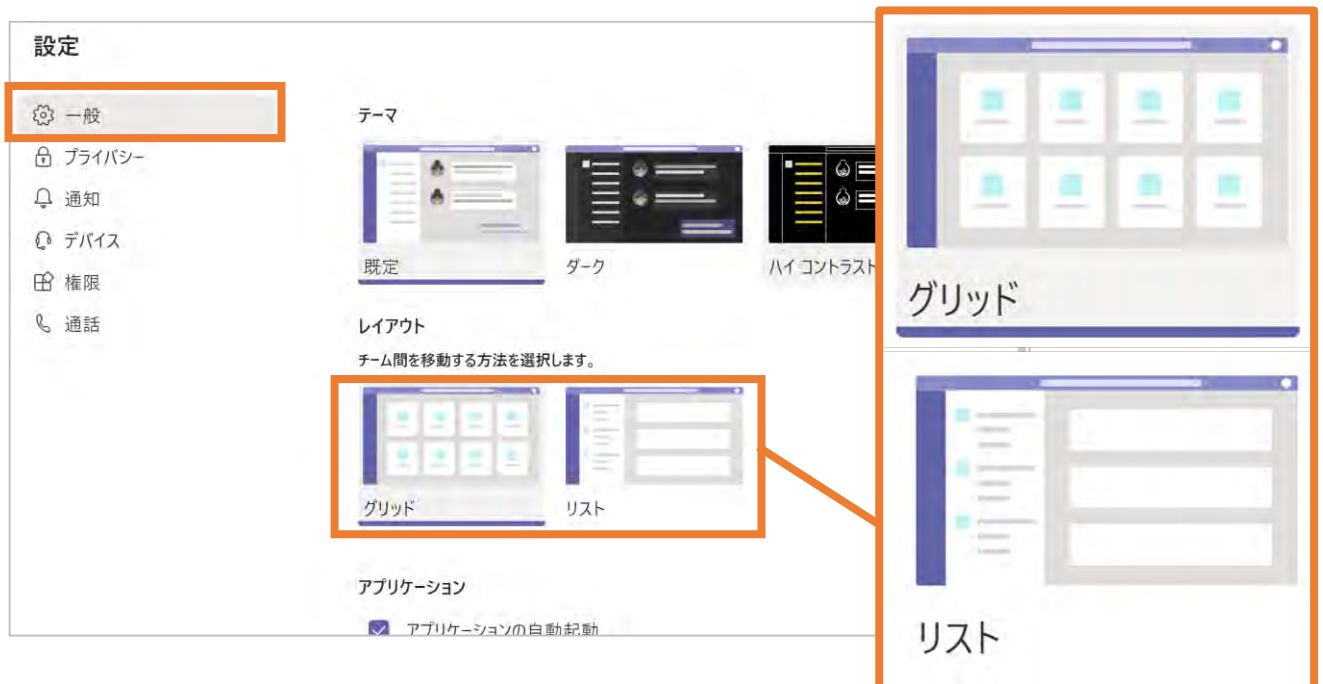 設定
一般
プライバシー
通知
デバイス
権限
通話
テーマ
既定
ダーク
ハイ コントラスト
レイアウト
チーム間を移動する方法を選択します。
グリッド
リスト
アプリケーション
アプリケーションの自動起動
グリッド
リスト